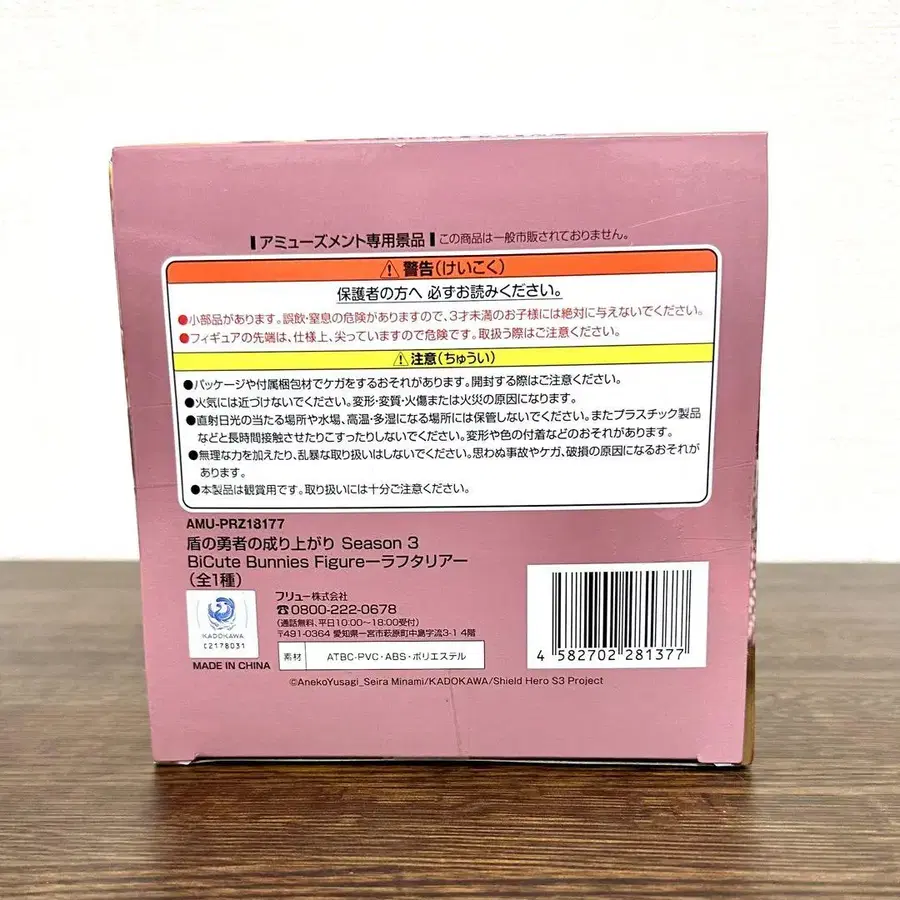 アミューズメント専用景品 この商品は一般市販されておりません。
⚠警告(けいこく)
保護者の方へ 必ずお読みください。
●小部品があります。誤飲・窒息の危険がありますので、3才未満のお子様には絶対に与えないでください。
●フィギュアの先端は、仕様上、尖っていますので危険です。取扱う際はご注意ください。
⚠注意(ちゅうい)
●パッケージや付属梱包材でケガをするおそれがあります。開封する際はご注意ください。
●火気には近づけないでください。変形・変質・火傷または火災の原因になります。
●直射日光の当たる場所や水場、高温・多湿になる場所には保管しないでください。またプラスチック製品
などと長時間接触させたりこすったりしないでください。変形や色の付着などのおそれがあります。
●無理な力を加えたり、乱暴な取り扱いはしないでください。思わぬ事故やケガ、破損の原因になるおそれが
あります。
●本製品は観賞用です。取り扱いには十分ご注意ください。
AMU-PRZ18177
盾の勇者の成り上がり Season 3
BiCute Bunnies Figureーラフタリアー
(全1種)
フリュー株式会社
☎0800-222-0678
(通話無料、平日10:00〜18:00受付)
〒491-0364 愛知県一宮市萩原町中島字流3-1 4階
KADOKAWA
C2178031
MADE IN CHINA
素材 ATBC-PVC・ABS・ポリエステル
4 582702 281377
©AnekoYusagi_Seira Minami/KADOKAWA/Shield Hero S3 Project